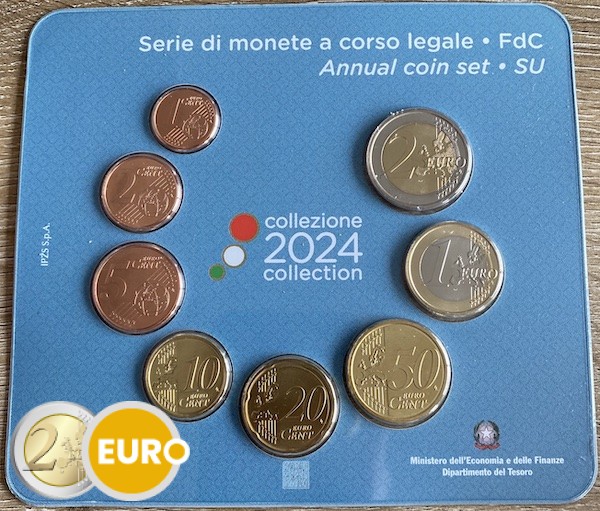 Serie di monete a corso legale • FdC
Annual coin set • SU
1
EURO
CENT
2
EURO
CENT
5
EURO
CENT
10
EURO
CENT
20
EURO
CENT
50
EURO
CENT
1
EURO
2
EURO
collezione
2024
collection
IPZS S.p.A.
Ministero dell'Economia e delle Finanze
Dipartimento del Tesoro
2
EURO